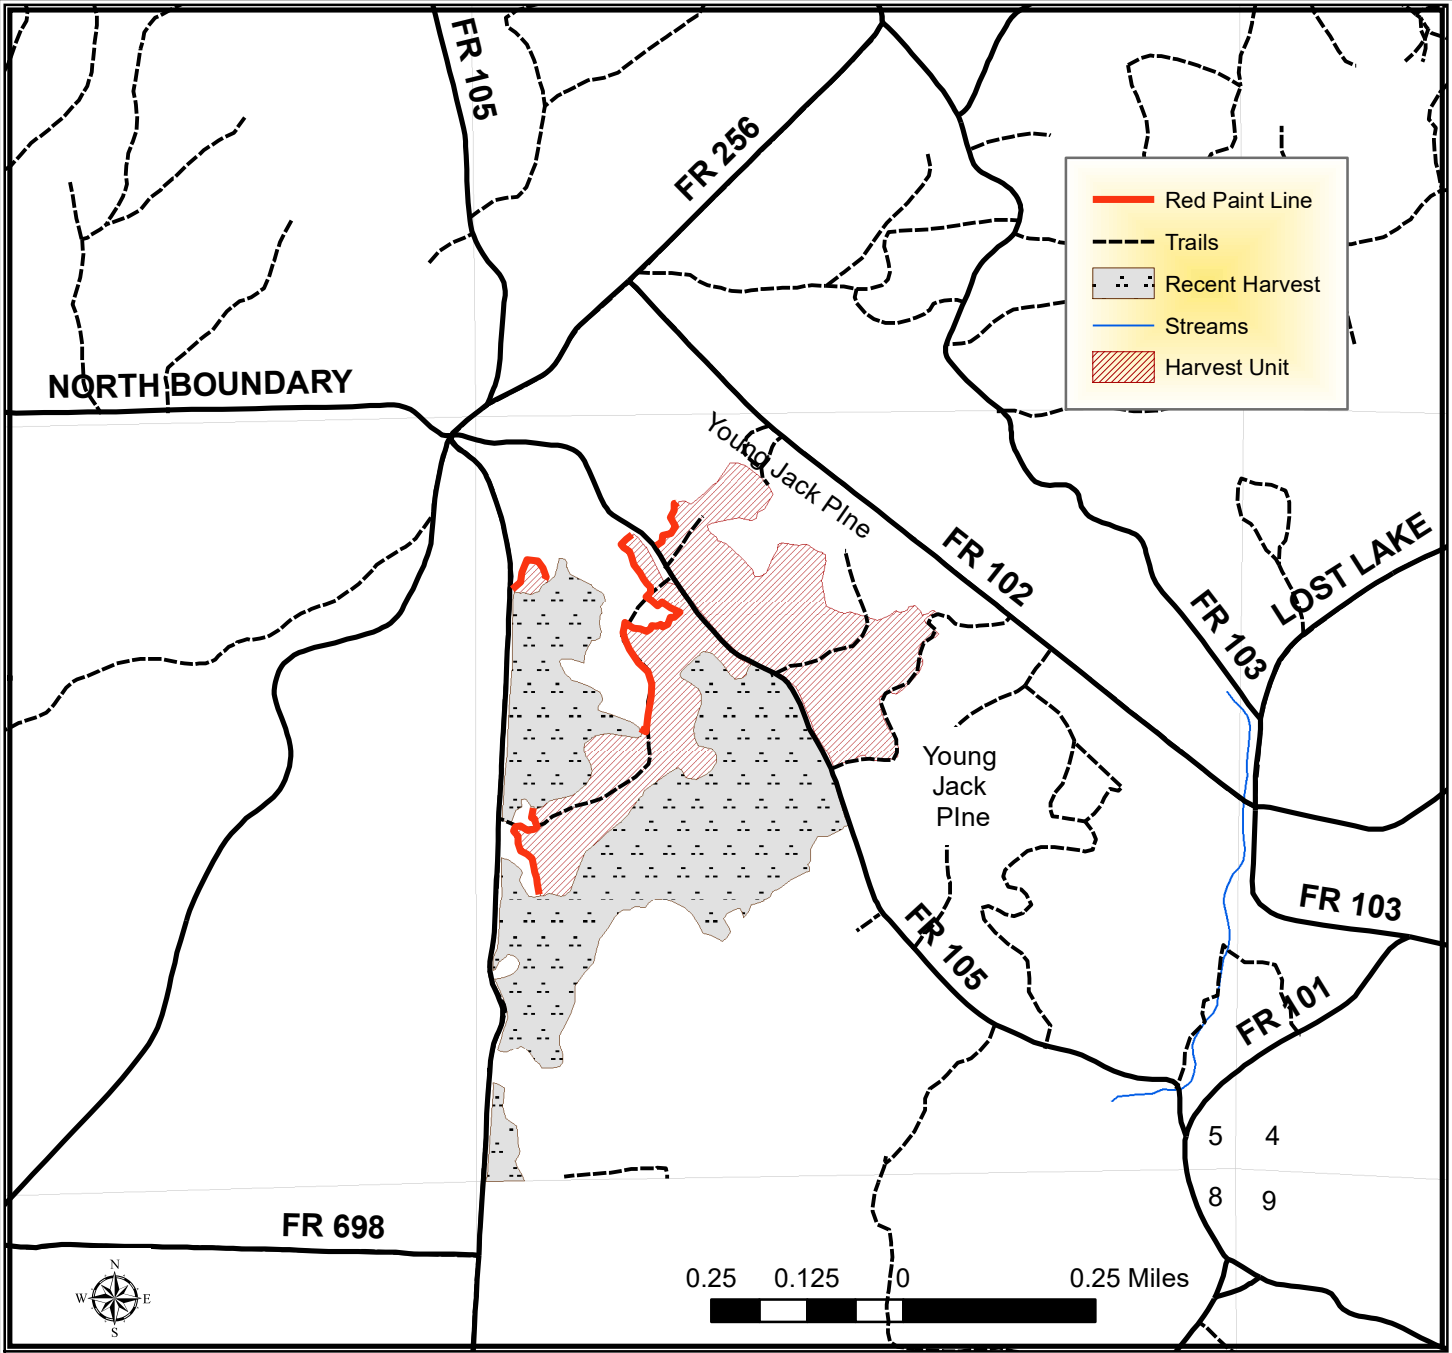 FR 105
FR 256
Red Paint Line
Trails
Recent Harvest
Streams
Harvest Unit
NORTH BOUNDARY
Young Jack PIne
FR 102
LOST LAKE
FR 103
Young
Jack
PIne
FR 103
FR 105
FR 101
5 4
8 9
FR 698
N
W E
S
0.25 0.125 0 0.25 Miles